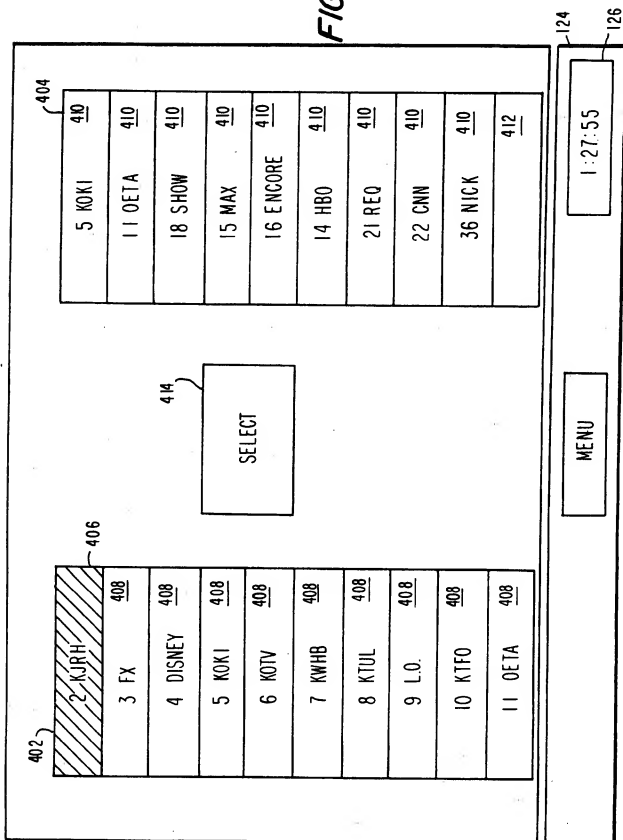 FIG
402
2 KJRH
406
3 FX 408
4 DISNEY 408
5 KOKI 408
6 KOTV 408
7 KWHB 408
8 KTUL 408
9 L.O. 408
10 KTFO 408
11 OETA 408
414
SELECT
404
5 KOKI 410
11 OETA 410
18 SHOW 410
15 MAX 410
16 ENCORE 410
14 HBO 410
21 REQ 410
22 CNN 410
36 NICK 410
412
MENU
1:27:55
124
126